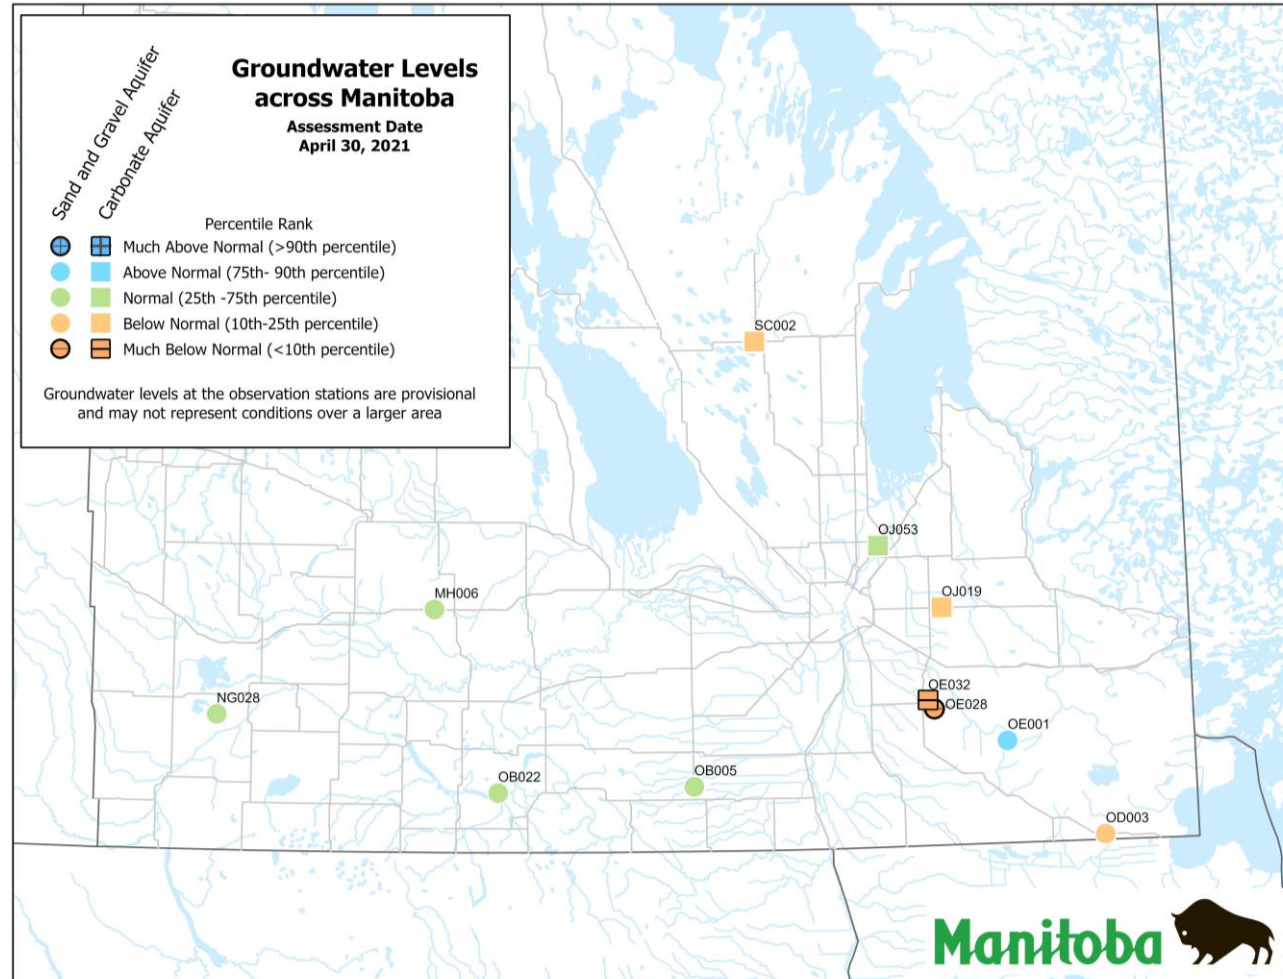 Groundwater Levels
across Manitoba
Assessment Date
April 30, 2021
Sand and Gravel Aquifer
Carbonate Aquifer
Percentile Rank
Much Above Normal (>90th percentile)
Above Normal (75th- 90th percentile)
Normal (25th -75th percentile)
Below Normal (10th-25th percentile)
Much Below Normal (<10th percentile)
Groundwater levels at the observation stations are provisional
and may not represent conditions over a larger area
SC002
OJ053
MH006
OJ019
OE032
NG028
OE028
OE001
OB022
OB005
OD003
Manitoba